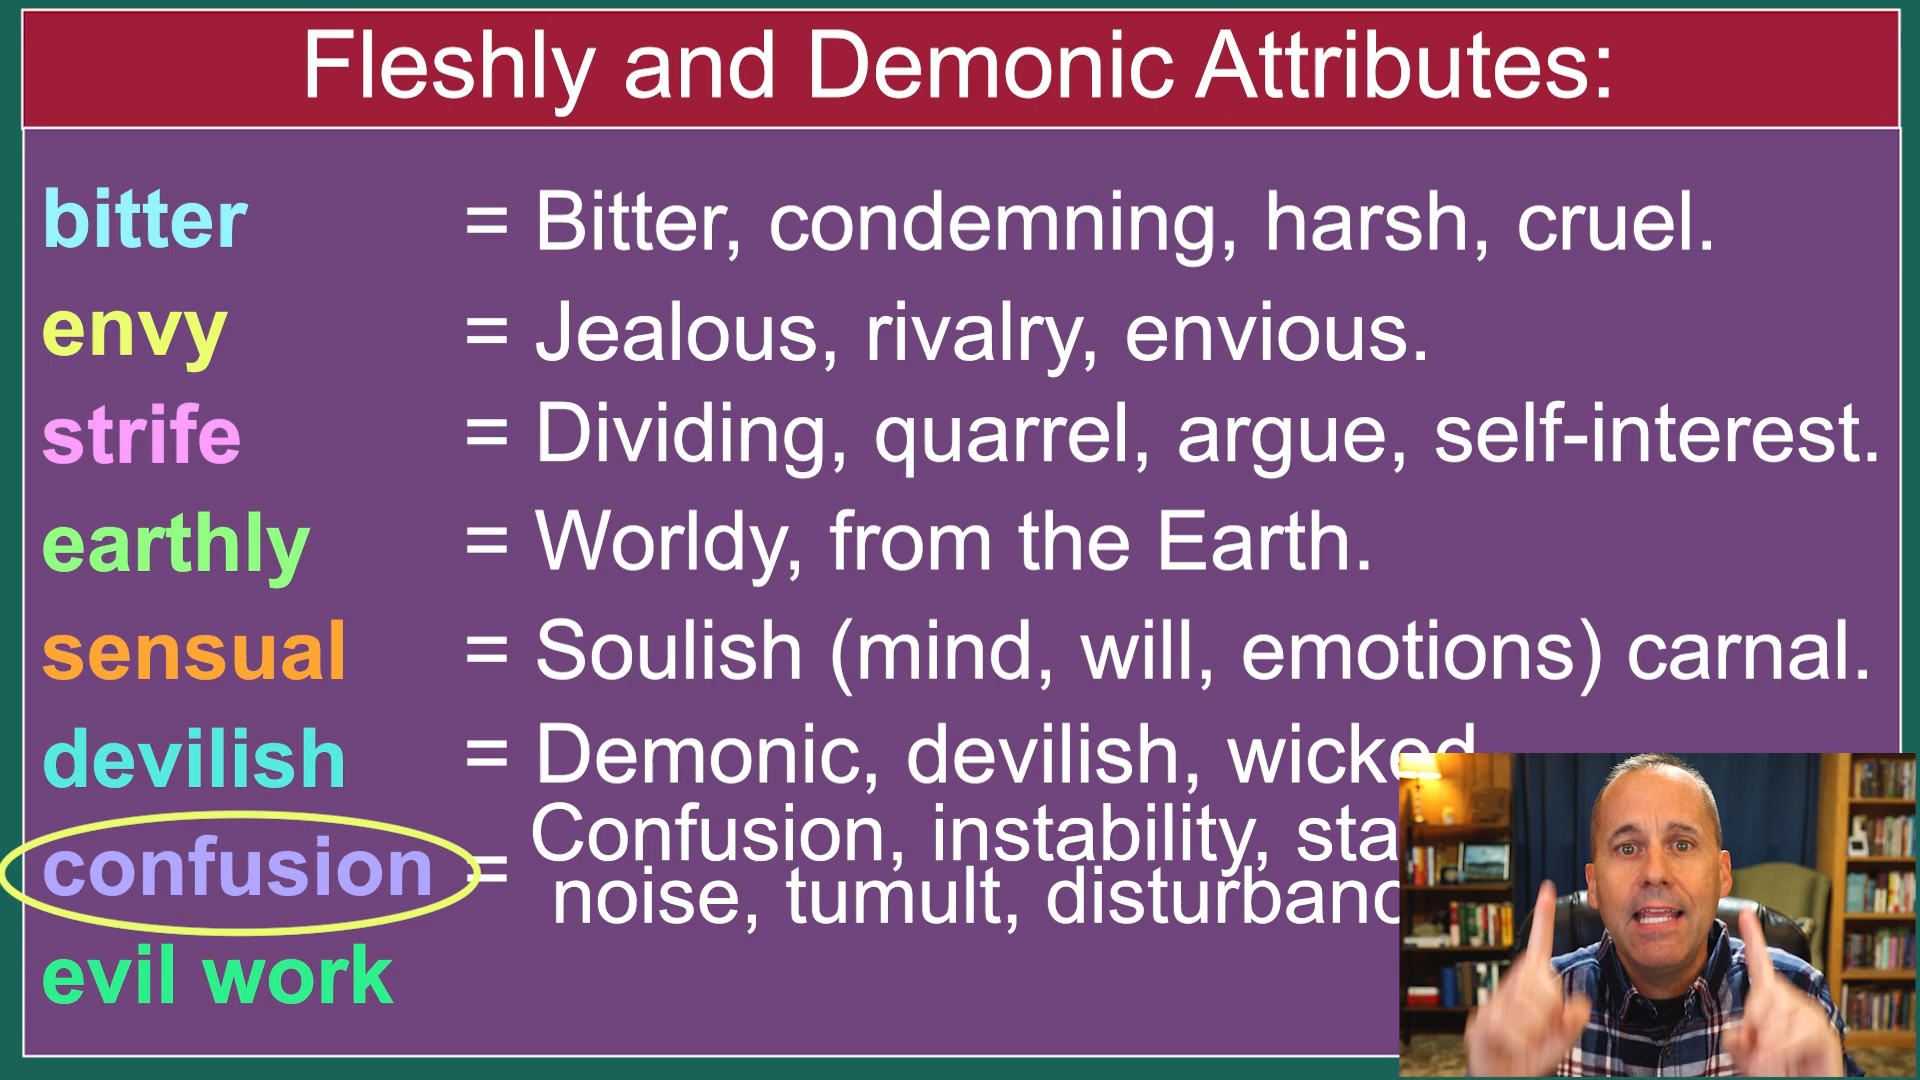 Fleshly and Demonic Attributes:
bitter = Bitter, condemning, harsh, cruel.
envy = Jealous, rivalry, envious.
strife = Dividing, quarrel, argue, self-interest.
earthly = Worldy, from the Earth.
sensual = Soulish (mind, will, emotions) carnal.
devilish = Demonic, devilish, wicked
confusion = Confusion, instability,
noise, tumult,
evil work